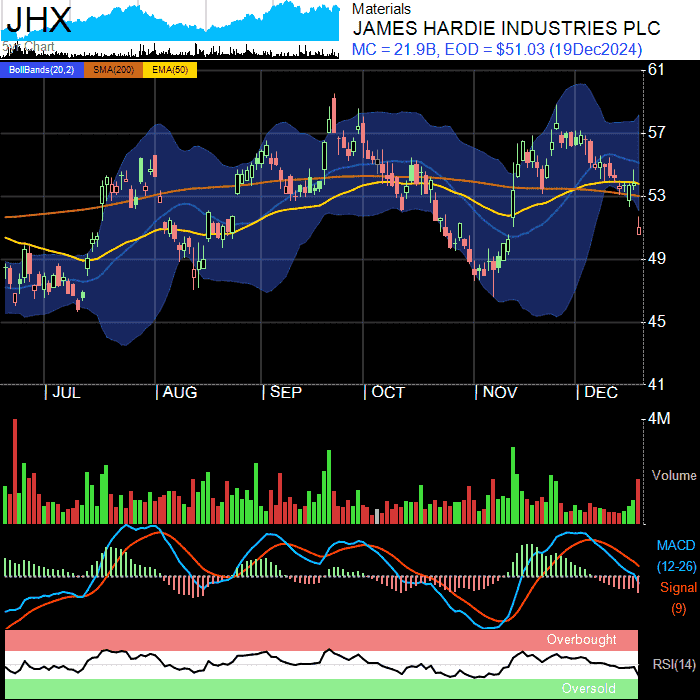 JHX
Materials
JAMES HARDIE INDUSTRIES PLC
5yr Chart
MC = 21.9B, EOD = $51.03 (19Dec2024)
BollBands(20,2) SMA(200) EMA(50)
61
57
53
49
45
41
JUL AUG SEP OCT NOV DEC
4M
Volume
MACD
(12-26)
Signal
(9)
Overbought
RSI(14)
Oversold